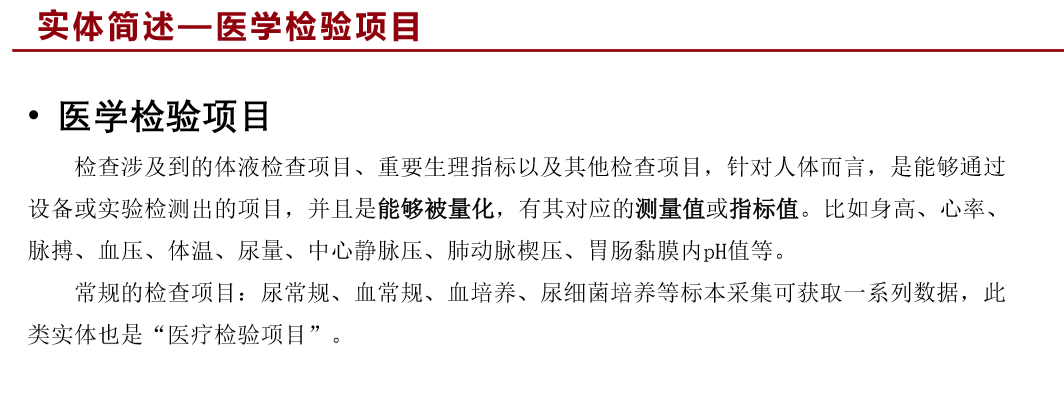 实体简述—医学检验项目
• 医学检验项目
检查涉及到的体液检查项目、重要生理指标以及其他检查项目，针对人体而言，是能够通过
设备或实验检测出的项目，并且是能够被量化，有其对应的测量值或指标值。比如身高、心率、
脉搏、血压、体温、尿量、中心静脉压、肺动脉楔压、胃肠黏膜内pH值等。
常规的检查项目：尿常规、血常规、血培养、尿细菌培养等标本采集可获取一系列数据，此
类实体也是“医疗检验项目”。